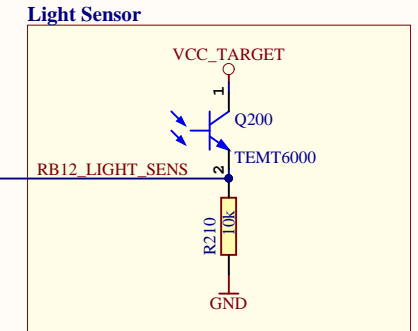 Light Sensor
VCC_TARGET
1
Q200
TEMT6000
RB12_LIGHT_SENS
2
R210
10k
GND